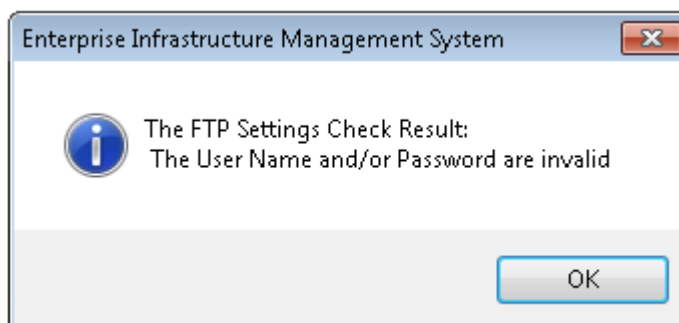 Enterprise Infrastructure Management System
The FTP Settings Check Result:
The User Name and/or Password are invalid
OK